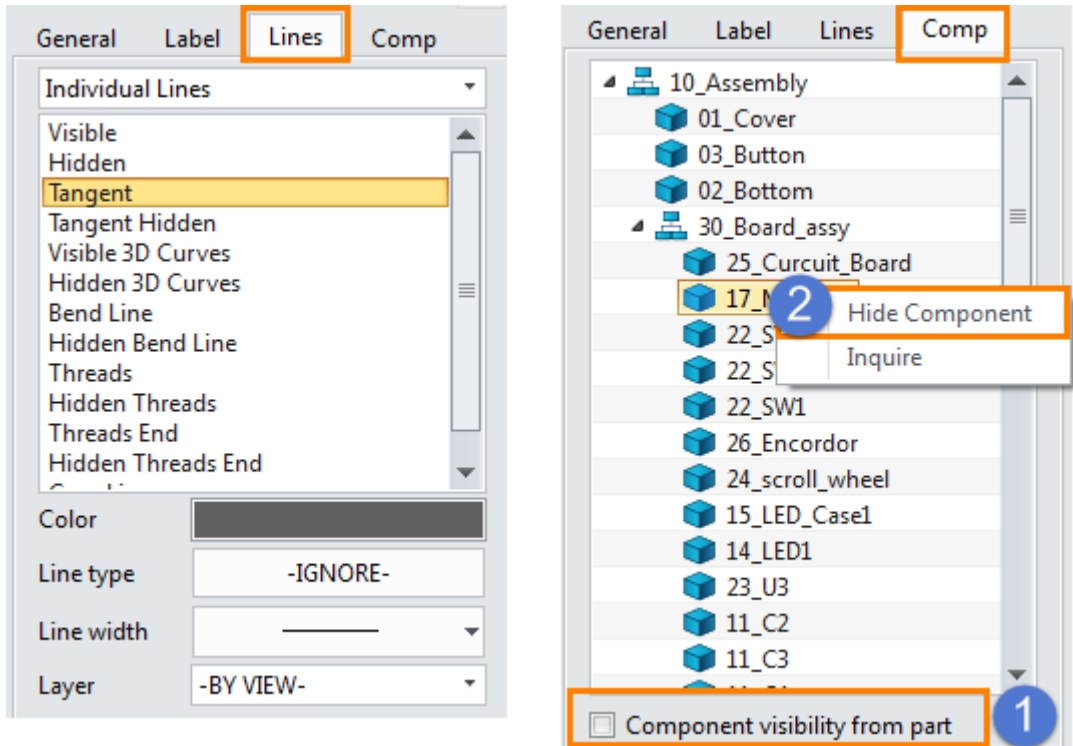 General Label Lines Comp
Individual Lines
Visible
Hidden
Tangent
Tangent Hidden
Visible 3D Curves
Hidden 3D Curves
Bend Line
Hidden Bend Line
Threads
Hidden Threads
Threads End
Hidden Threads End
Color
Line type -IGNORE-
Line width
Layer -BY VIEW-
General Label Lines Comp
10_Assembly
01_Cover
03_Button
02_Bottom
30_Board_assy
25_Curcuit_Board
2 Hide Component
Inquire
22_SW1
26_Encordor
24_scroll_wheel
15_LED_Case1
14_LED1
23_U3
11_C2
11_C3
Component visibility from part 1